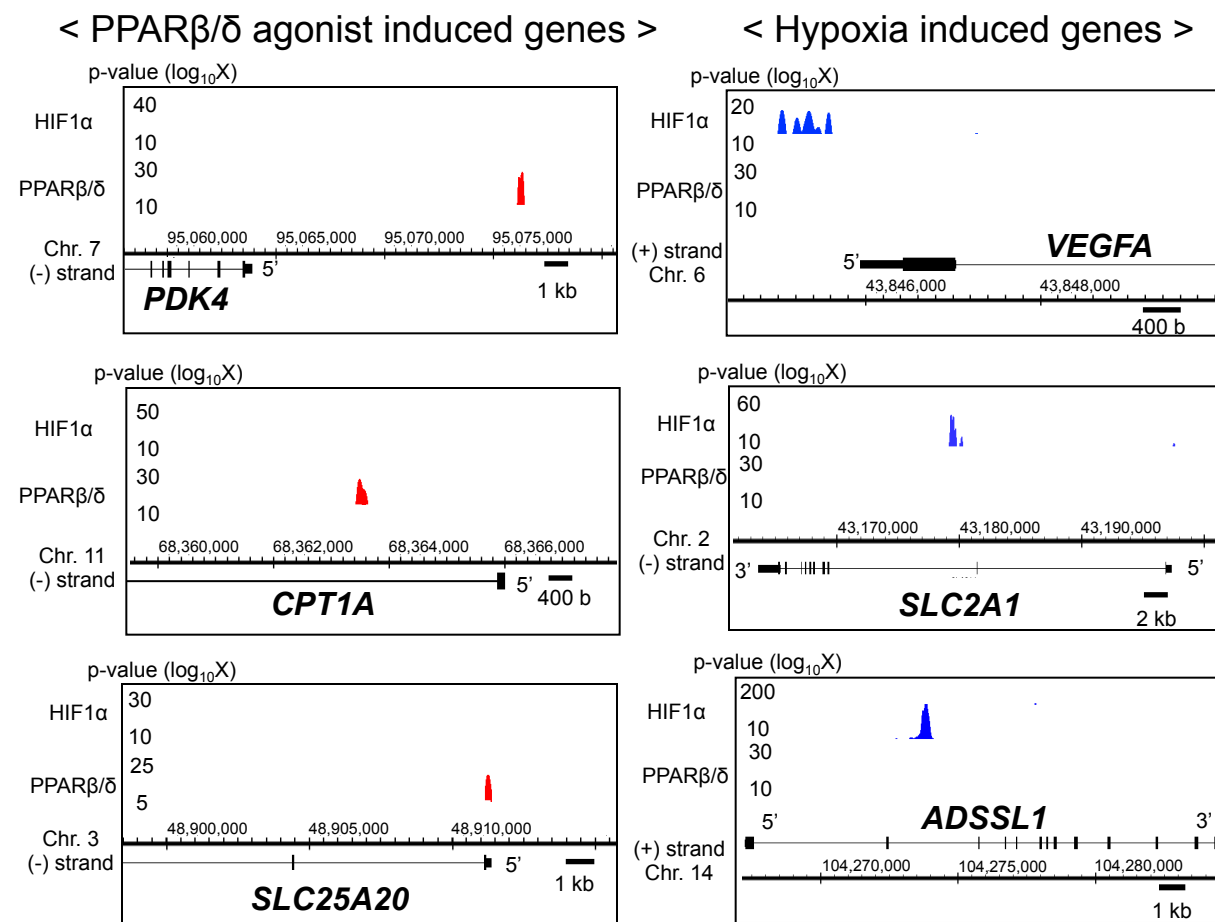 < PPARβ/δ agonist induced genes >
p-value (log10X)
HIF1α
40
10
PPARβ/δ
30
10
Chr. 7
(-) strand
95,060,000 95,065,000 95,070,000 95,075,000
5’
1 kb
PDK4
p-value (log10X)
HIF1α
50
10
PPARβ/δ
30
10
Chr. 11
(-) strand
68,360,000 68,362,000 68,364,000 68,366,000
5’
400 b
CPT1A
p-value (log10X)
HIF1α
30
10
PPARβ/δ
25
5
Chr. 3
(-) strand
48,900,000 48,905,000 48,910,000
5’
1 kb
SLC25A20
< Hypoxia induced genes >
p-value (log10X)
HIF1α
20
10
PPARβ/δ
30
10
(+) strand
Chr. 6
5’
VEGFA
43,846,000 43,848,000
400 b
p-value (log10X)
HIF1α
60
10
PPARβ/δ
30
10
Chr. 2
(-) strand
43,170,000 43,180,000 43,190,000
3’ 5’
SLC2A1
2 kb
p-value (log10X)
HIF1α
200
10
PPARβ/δ
30
10
5’ ADSSL1 3’
(+) strand
Chr. 14
104,270,000 104,275,000 104,280,000
1 kb